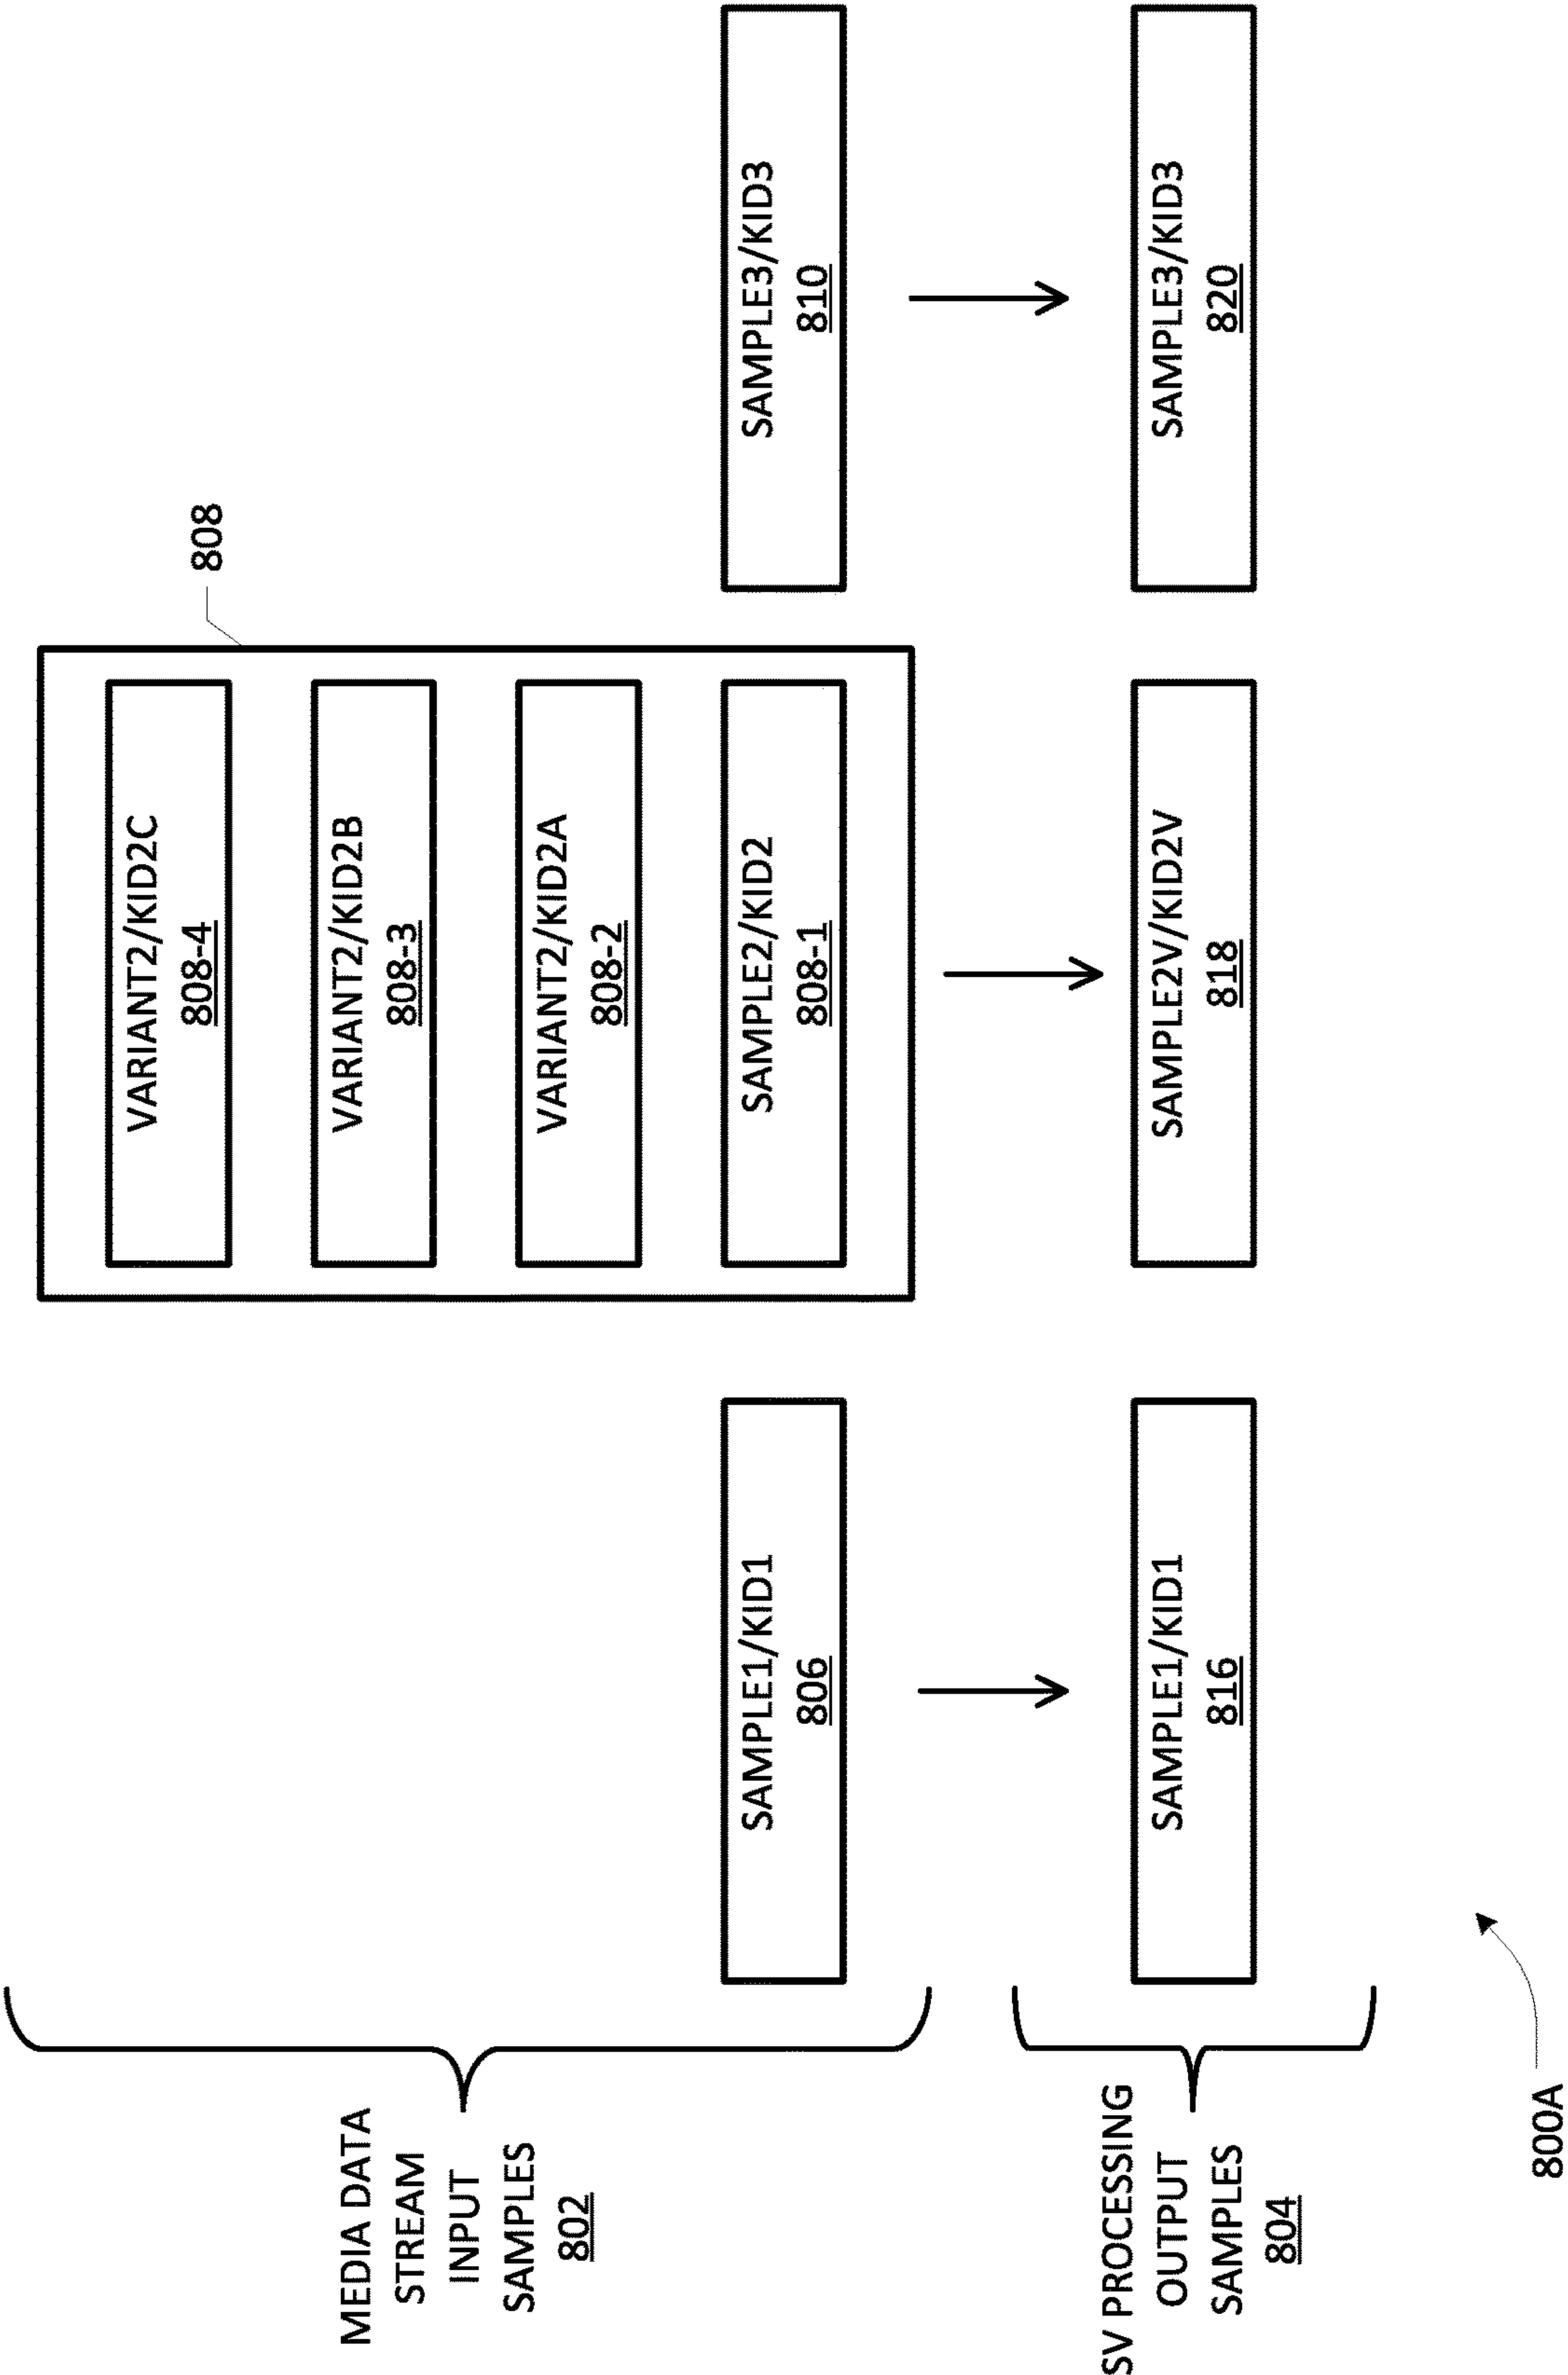 808
VARIANT2/KID2C
808-4
VARIANT2/KID2B
808-3
VARIANT2/KID2A
808-2
MEDIA DATA
STREAM
INPUT
SAMPLES
802
SAMPLE1/KID1
806
SAMPLE2/KID2
808-1
SAMPLE3/KID3
810
SV PROCESSING
OUTPUT
SAMPLES
804
SAMPLE1/KID1
816
SAMPLE2V/KID2V
818
SAMPLE3/KID3
820
800A